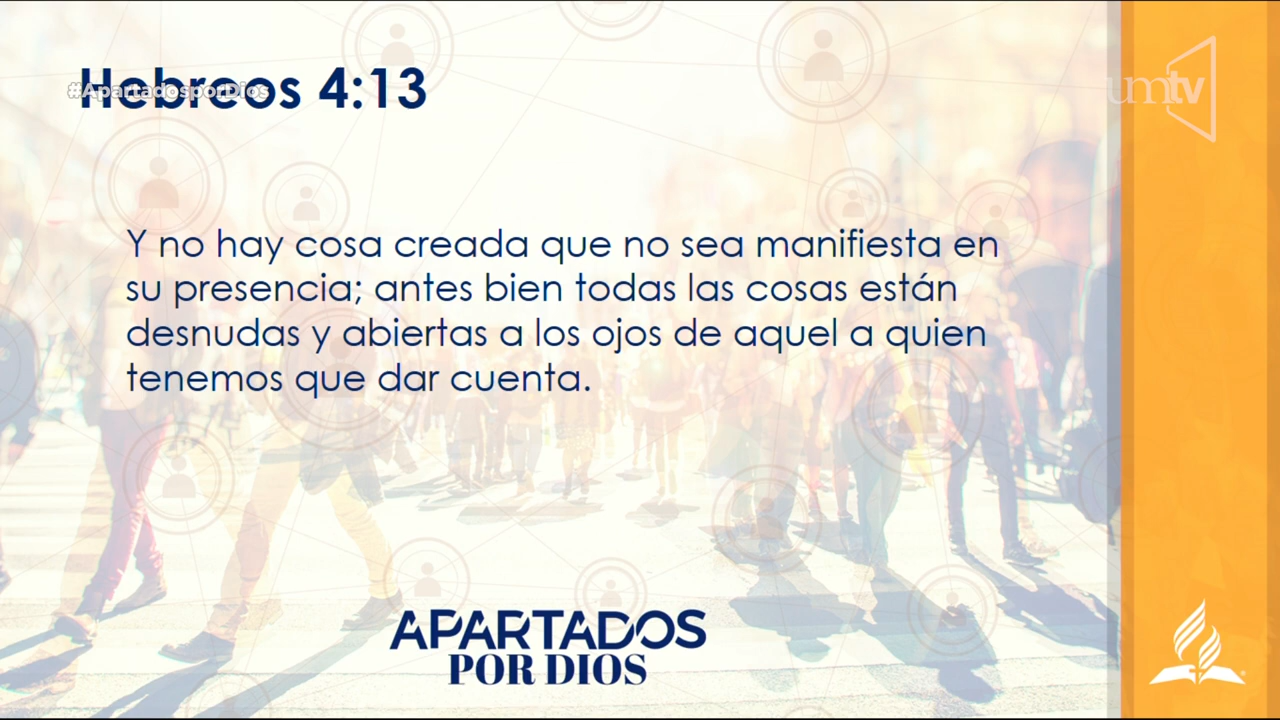 Hebreos 4:13
#ApartadosporDios
umtv
Y no hay cosa creada que no sea manifiesta en
su presencia; antes bien todas las cosas están
desnudas y abiertas a los ojos de aquel a quien
tenemos que dar cuenta.
APARTADOS
POR DIOS